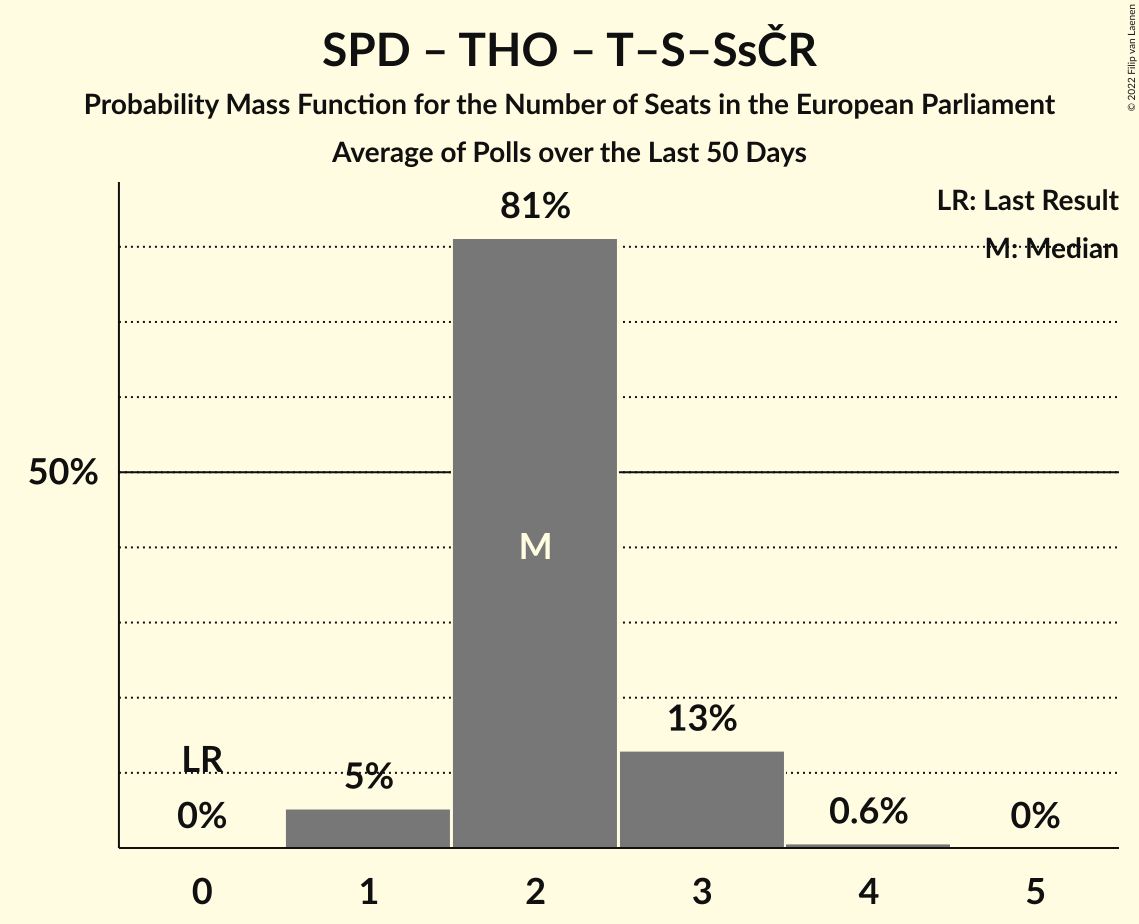 SPD – THO – T–S–SsČR
Probability Mass Function for the Number of Seats in the European Parliament
Average of Polls over the Last 50 Days
© 2022 Filip van Laenen
LR: Last Result
M: Median
81%
50%
M
13%
LR
5%
0%
0.6%
0%
0 1 2 3 4 5